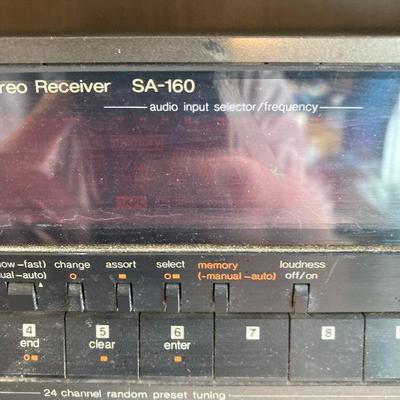 reo Receiver SA-160
audio input selector/frequency
memory
ow-fast) change assort select memory loudness
ual-auto) (-manual-auto) off/on
4 5 6 7 8
end clear enter
24 channel random preset tuning